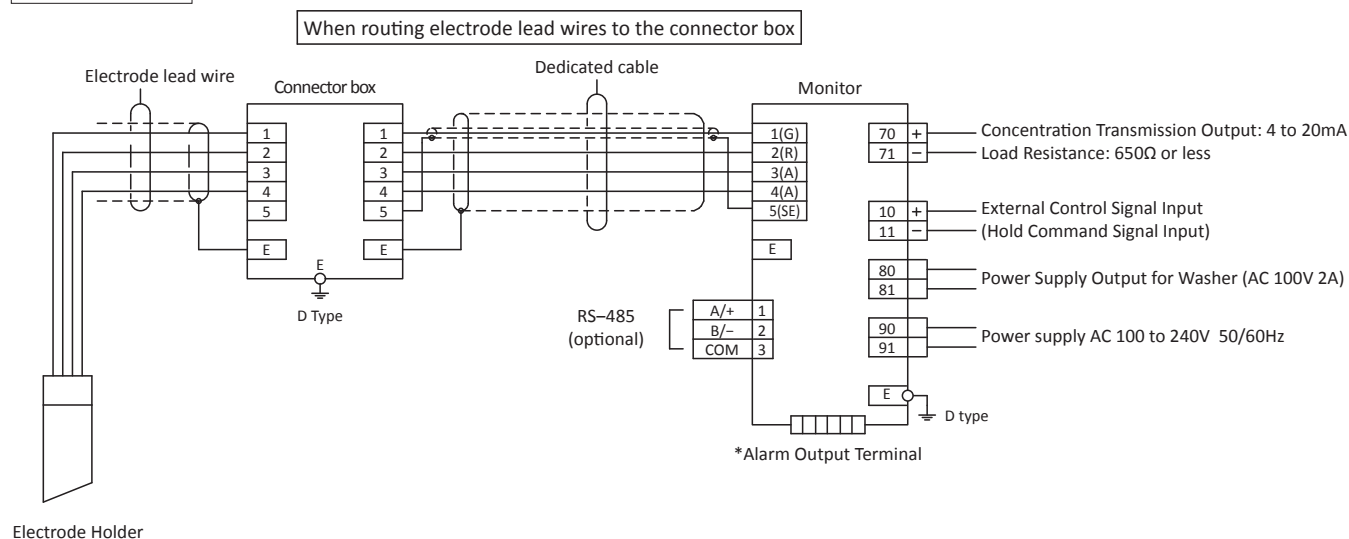 When routing electrode lead wires to the connector box
Electrode lead wire
Connector box
Dedicated cable
Monitor
1
2
3
4
5
E
1
2
3
4
5
E
E
D Type
1(G)
2(R)
3(A)
4(A)
5(SE)
E
RS–485
(optional)
A/+ 1
B/− 2
COM 3
70 +
71 −
Concentration Transmission Output: 4 to 20mA
Load Resistance: 650Ω or less
10 +
11 −
External Control Signal Input
(Hold Command Signal Input)
80
81
Power Supply Output for Washer (AC 100V 2A)
90
91
Power supply AC 100 to 240V 50/60Hz
E
D type
*Alarm Output Terminal
Electrode Holder